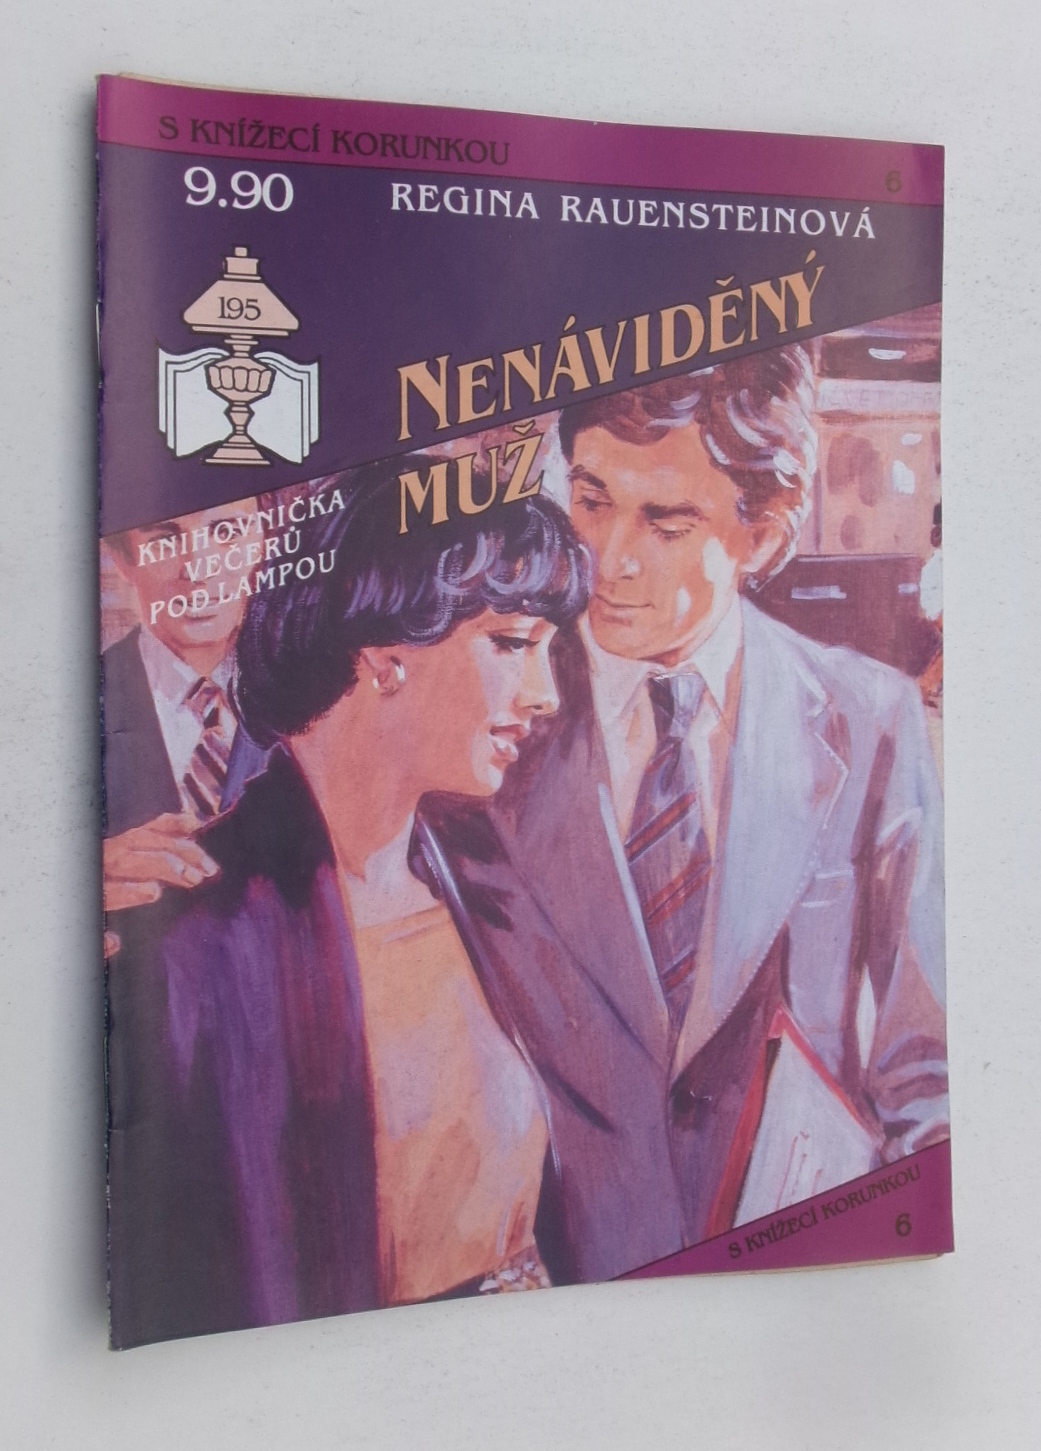 S KNÍŽECÍ KORUNKOU
6
9.90
REGINA RAUENSTEINOVÁ
195
NENÁVIDĚNÝ
MUŽ
KNIHOVNIČKA
VEČERŮ
POD LAMPOU
S KNÍŽECÍ KORUNKOU
6